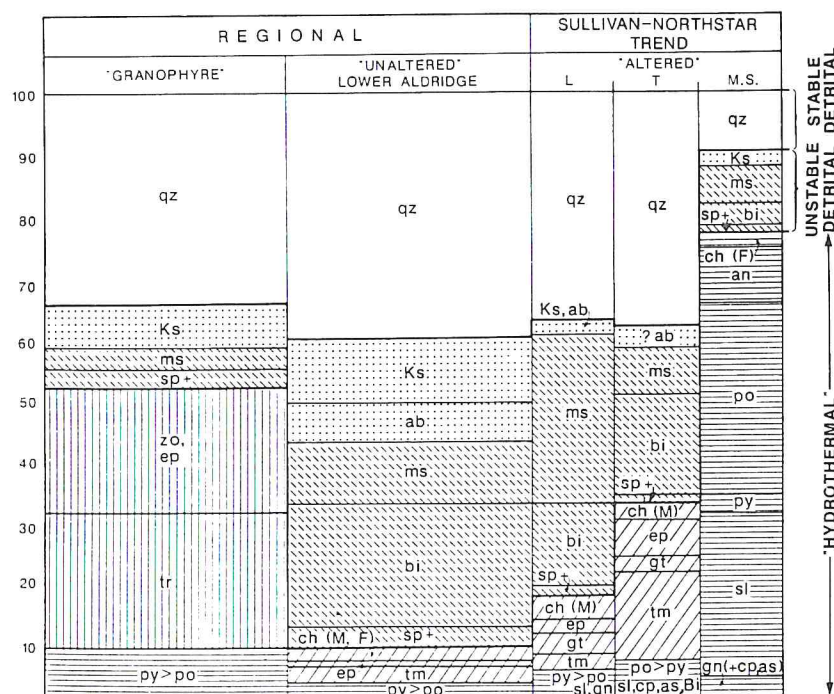 REGIONAL
SULLIVAN-NORTHSTAR
TREND
"GRANOPHYRE"
"UNALTERED"
LOWER ALDRIDGE
"ALTERED"
L
T
M.S.
100
90
80
70
60
50
40
30
20
10
qz
Ks
ms
sp+
zo,
ep
tr
py>po
qz
Ks
ab
ms
bi
ch (M, F) sp+
ep tm
py>po
qz
Ks, ab
ms
bi
sp+
ch (M)
ep
gt
tm
py>po
sl,gn
qz
? ab
ms
bi
sp+
ch (M)
ep
gt
tm
po>py
sl,cp,as,Bi
qz
Ks
ms
sp+, bi
ch (F)
an
po
py
sl
gn(+cp,as)
STABLE
DETRITAL
UNSTABLE
DETRITAL
"HYDROTHERMAL"